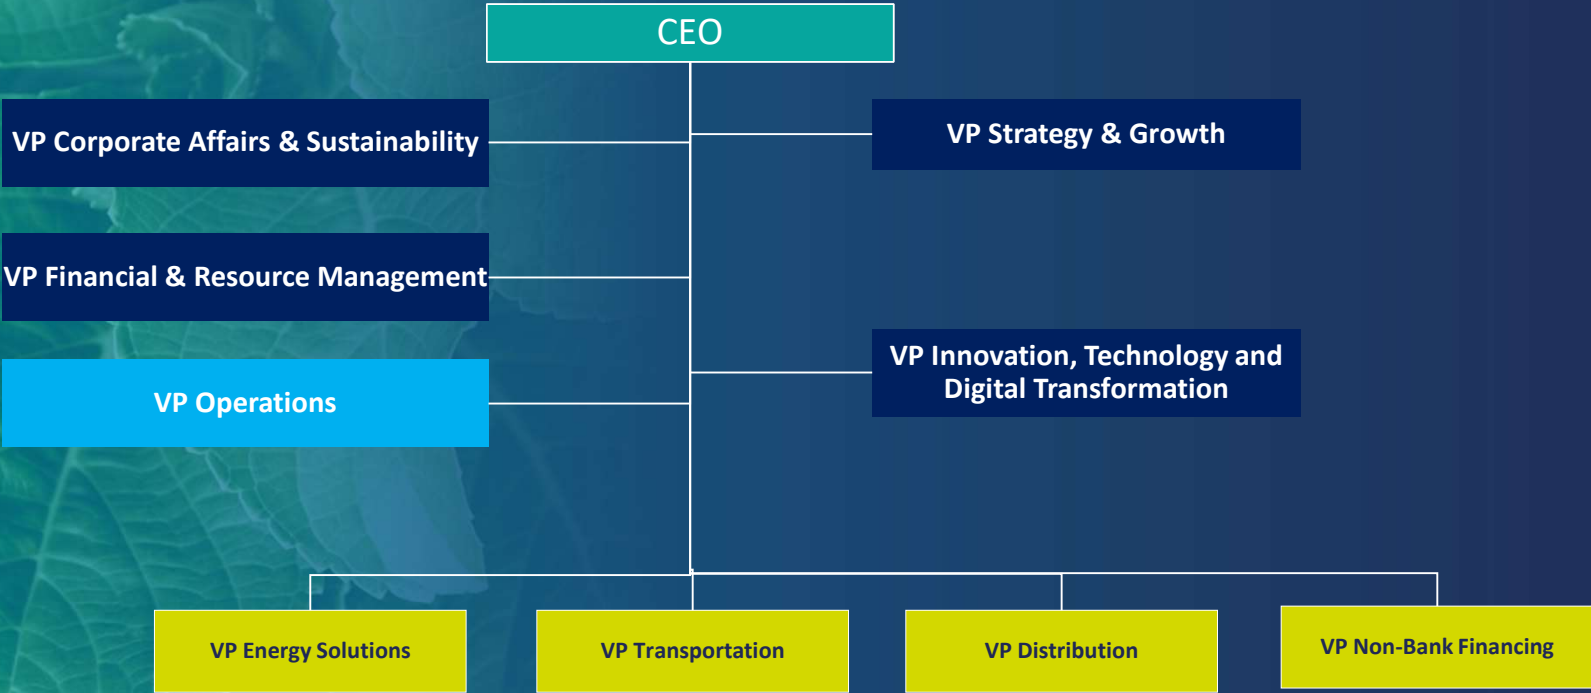 CEO
VP Corporate Affairs & Sustainability
VP Strategy & Growth
VP Financial & Resource Management
VP Innovation, Technology and
Digital Transformation
VP Operations
VP Energy Solutions
VP Transportation
VP Distribution
VP Non-Bank Financing